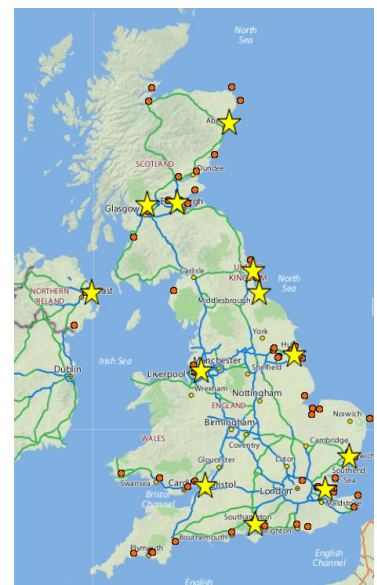 North
Sea
SCOTLAND
Dundee
Glasgow
Carlisle
North
Sea
NORTHERN
IRELAND
Middlesbrough
York
Irish Sea
Dublin
Liverpool
Manchester
Sheffield
Wrexham
Nottingham
ENGLAND
Norwich
WALES
Birmingham
Coventry
Cambridge
Gloucester
Luton
Swansea
London
Southend
Sea
Bristol
Channel
Maidstone
Southampton
Bournemouth
Plymouth
English
Channel
English